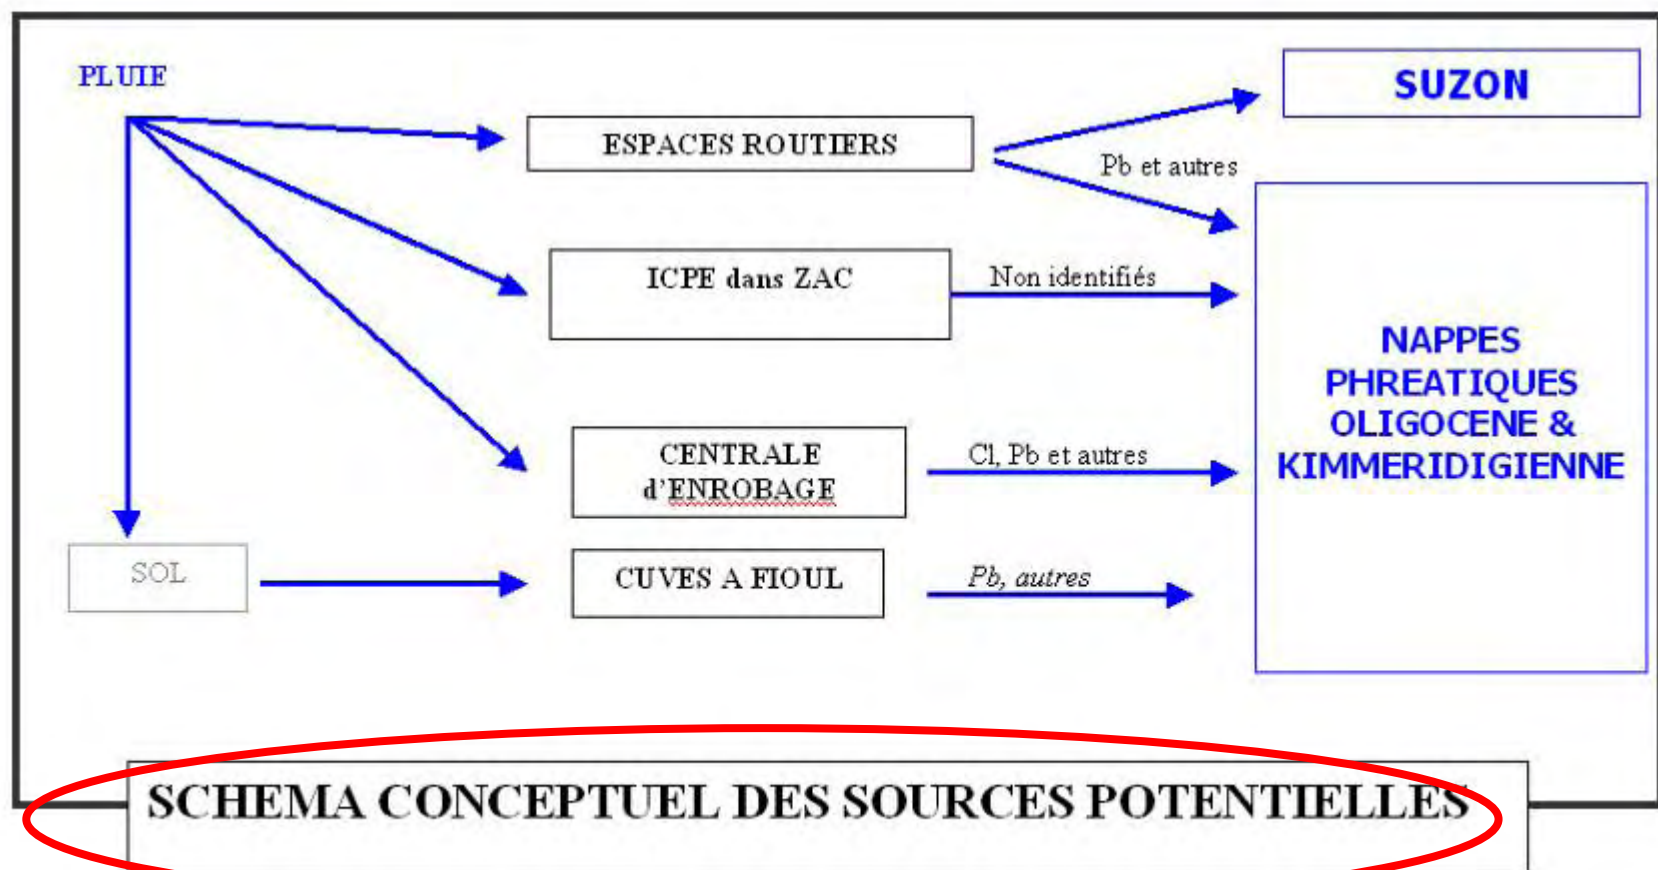 PLUIE
SUZON
ESPACES ROUTIERS
Pb et autres
ICPE dans ZAC
Non identifiés
NAPPES
PHREATIQUES
OLIGOCENE &
KIMMERIDIGIENNE
CENTRALE
d’ENROBAGE
Cl, Pb et autres
SOL
CUVES A FIOUL
Pb, autres
SCHEMA CONCEPTUEL DES SOURCES POTENTIELLES